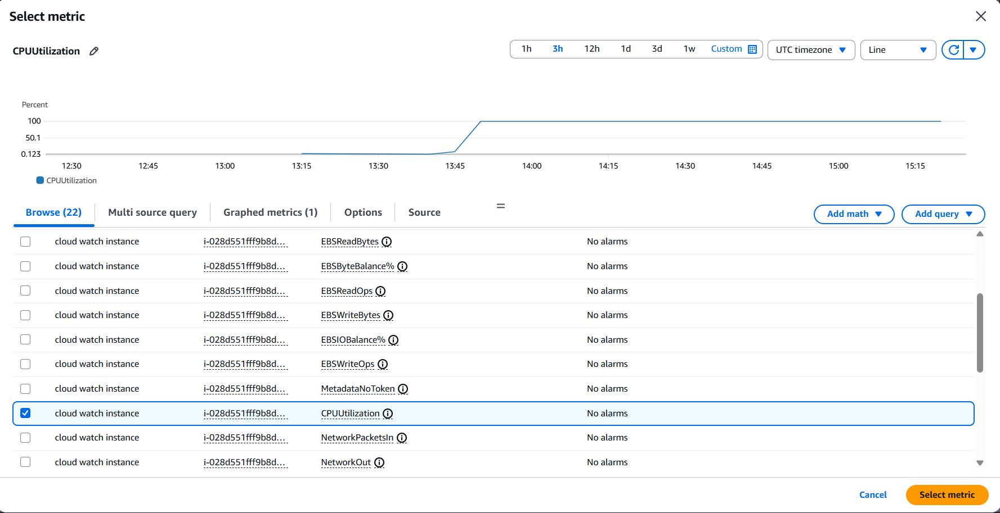 Select metric
CPUUtilization
1h 3h 12h 1d 3d 1w Custom UTC timezone Line
Percent
100
50.1
0.123
12:30 12:45 13:00 13:15 13:30 13:45 14:00 14:15 14:30 14:45 15:00 15:15
CPUUtilization
Browse (22) Multi source query Graphed metrics (1) Options Source Add math Add query
cloud watch instance i-028d551fff9b8d... EBSReadBytes No alarms
cloud watch instance i-028d551fff9b8d... EBSByteBalance% No alarms
cloud watch instance i-028d551fff9b8d... EBSReadOps No alarms
cloud watch instance i-028d551fff9b8d... EBSWriteBytes No alarms
cloud watch instance i-028d551fff9b8d... EBSIOBalance% No alarms
cloud watch instance i-028d551fff9b8d... EBSWriteOps No alarms
cloud watch instance i-028d551fff9b8d... MetadataNoToken No alarms
cloud watch instance i-028d551fff9b8d... CPUUtilization No alarms
cloud watch instance i-028d551fff9b8d... NetworkPacketsIn No alarms
cloud watch instance i-028d551fff9b8d... NetworkOut No alarms
Cancel Select metric